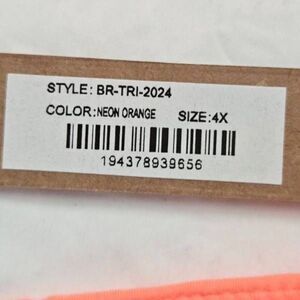 STYLE: BR-TRI-2024
COLOR: NEON ORANGE SIZE: 4X
194378939656